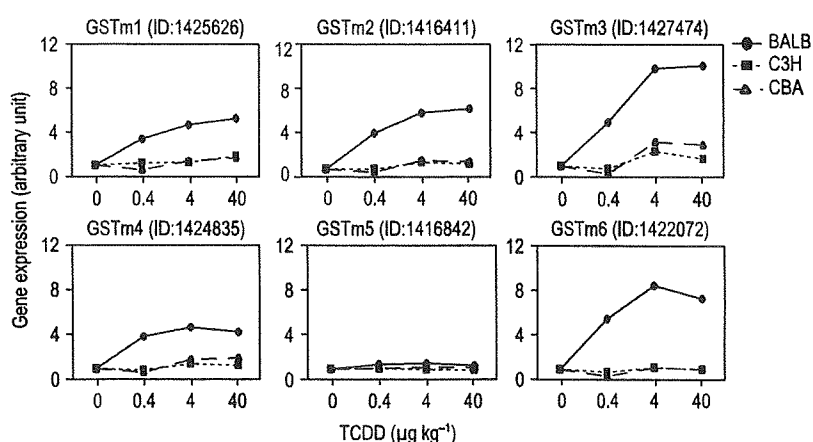 GSTm1 (ID:1425626)
GSTm2 (ID:1416411)
GSTm3 (ID:1427474)
BALB
C3H
CBA
12
8
4
0
0 0.4 4 40
12
8
4
0
0 0.4 4 40
12
8
4
0
0 0.4 4 40
GSTm4 (ID:1424835)
GSTm5 (ID:1416842)
GSTm6 (ID:1422072)
12
8
4
0
0 0.4 4 40
12
8
4
0
0 0.4 4 40
12
8
4
0
0 0.4 4 40
Gene expression (arbitrary unit)
TCDD (µg kg⁻¹)